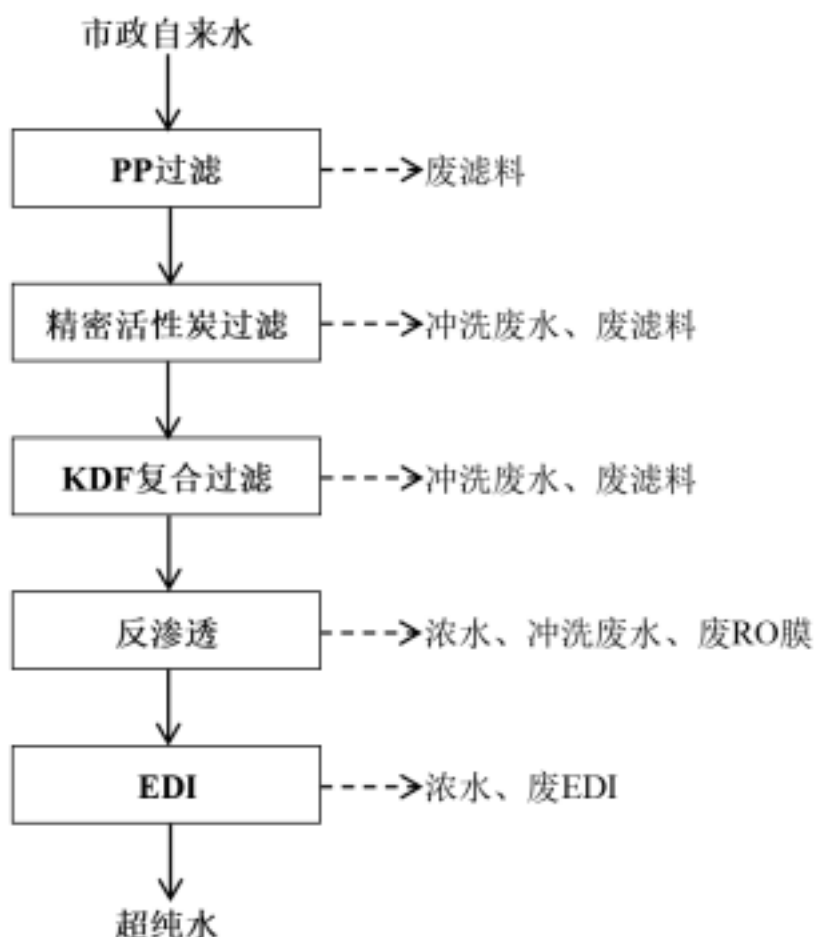 市政自来水
PP过滤
废滤料
精密活性炭过滤
冲洗废水、废滤料
KDF复合过滤
冲洗废水、废滤料
反渗透
浓水、冲洗废水、废RO膜
EDI
浓水、废EDI
超纯水